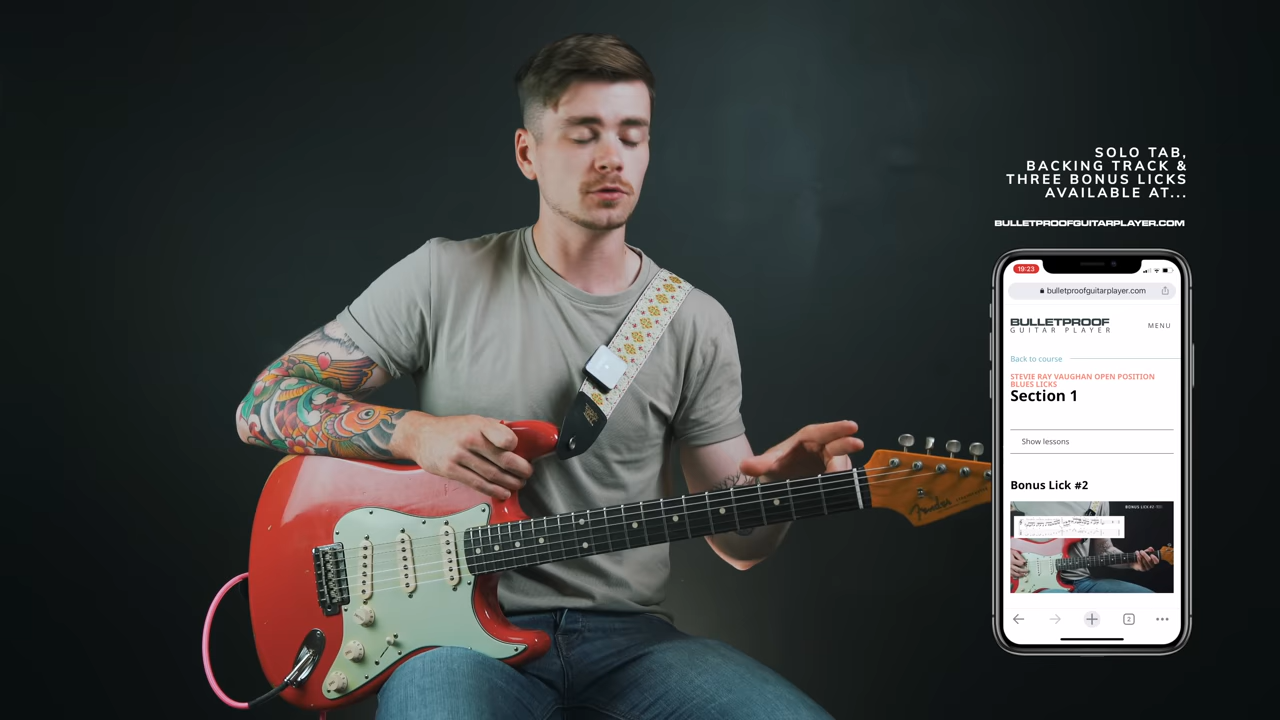 SOLO TAB,
BACKING TRACK &
THREE BONUS LICKS
AVAILABLE AT...
BULLETPROOFGUITARPLAYER.COM
19:23
bulletproofguitarplayer.com
BULLETPROOF
GUITAR PLAYER
MENU
Back to course
STEVIE RAY VAUGHAN OPEN POSITION
BLUES LICKS
Section 1
Show lessons
Bonus Lick #2
2
Fender